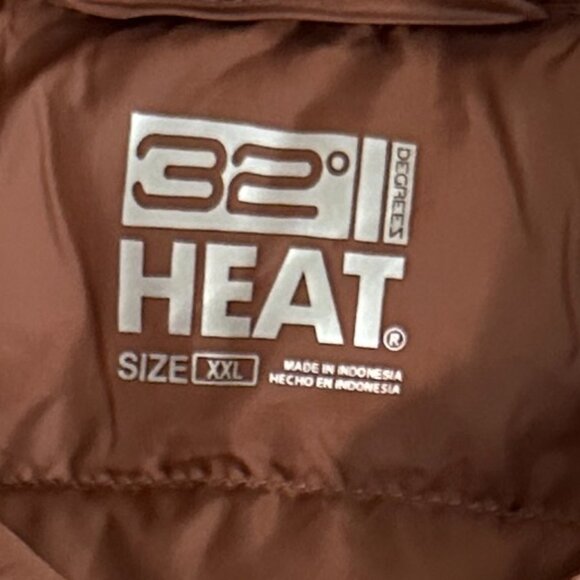 32° DEGREES
HEAT®
SIZE XXL
MADE IN INDONESIA
HECHO EN INDONESIA